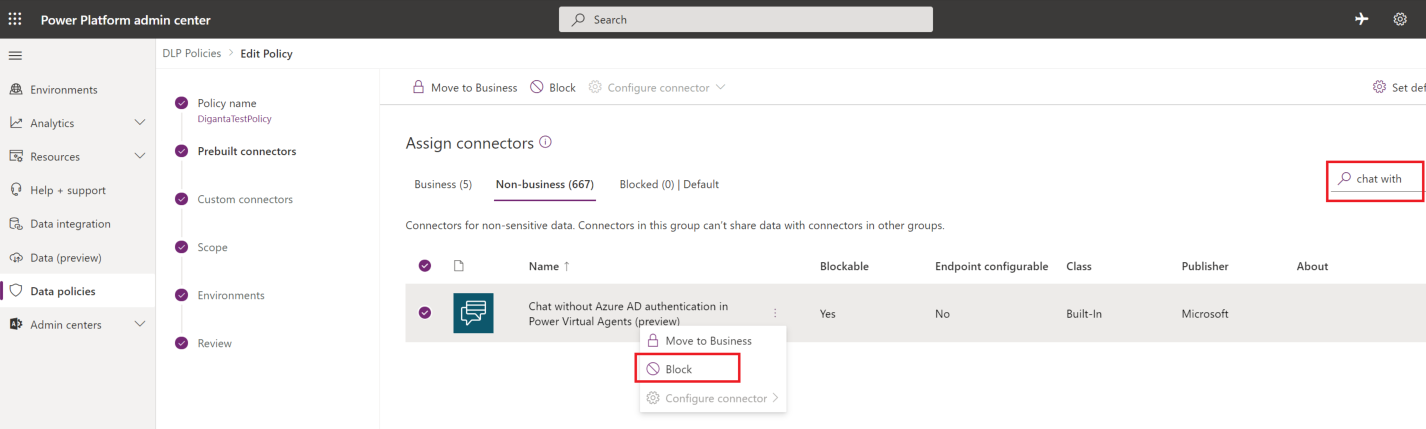 Power Platform admin center
Search
DLP Policies > Edit Policy
Environments
Analytics
Resources
Help + support
Data integration
Data (preview)
Data policies
Admin centers
Policy name
DigantaTestPolicy
Prebuilt connectors
Custom connectors
Scope
Environments
Review
Move to Business Block Configure connector
Set def
Assign connectors
Business (5) Non-business (667) Blocked (0) | Default
chat with
Connectors for non-sensitive data. Connectors in this group can't share data with connectors in other groups.
Name ↑ Blockable Endpoint configurable Class Publisher About
Chat without Azure AD authentication in
Power Virtual Agents (preview)
Yes No Built-In Microsoft
Move to Business
Block
Configure connector